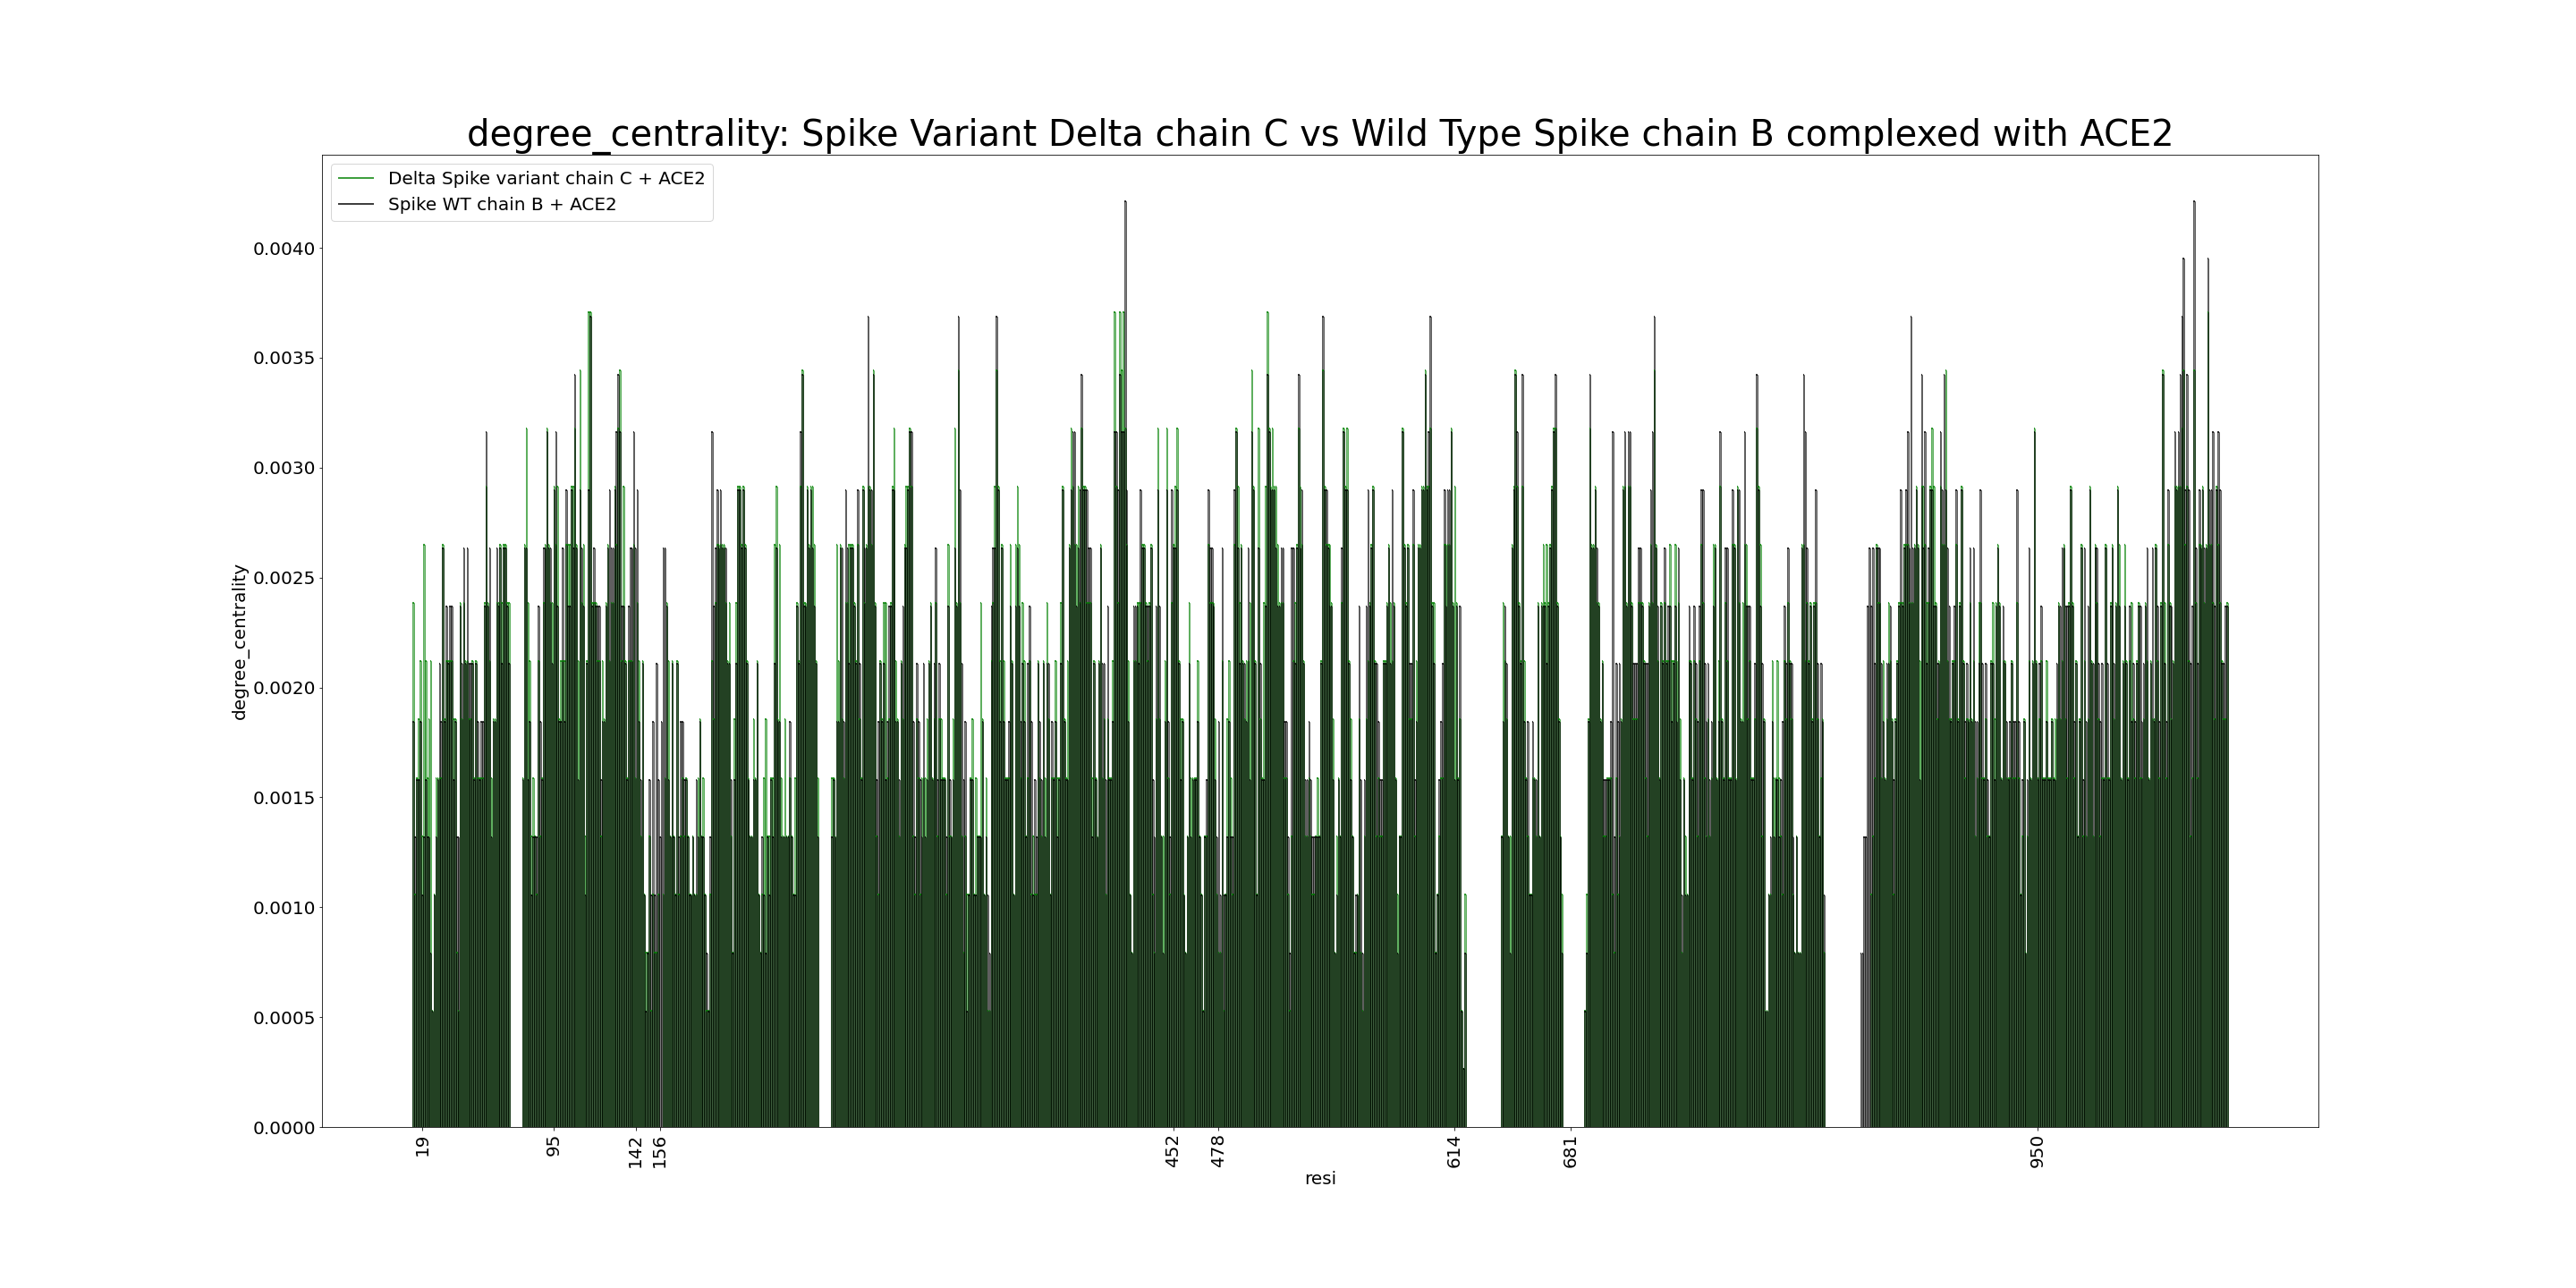 degree_centrality: Spike Variant Delta chain C vs Wild Type Spike chain B complexed with ACE2
Delta Spike variant chain C + ACE2
Spike WT chain B + ACE2
0.0040
0.0035
0.0030
0.0025
0.0020
0.0015
0.0010
0.0005
0.0000
degree_centrality
19 95 142 156 452 478 614 681 950
resi